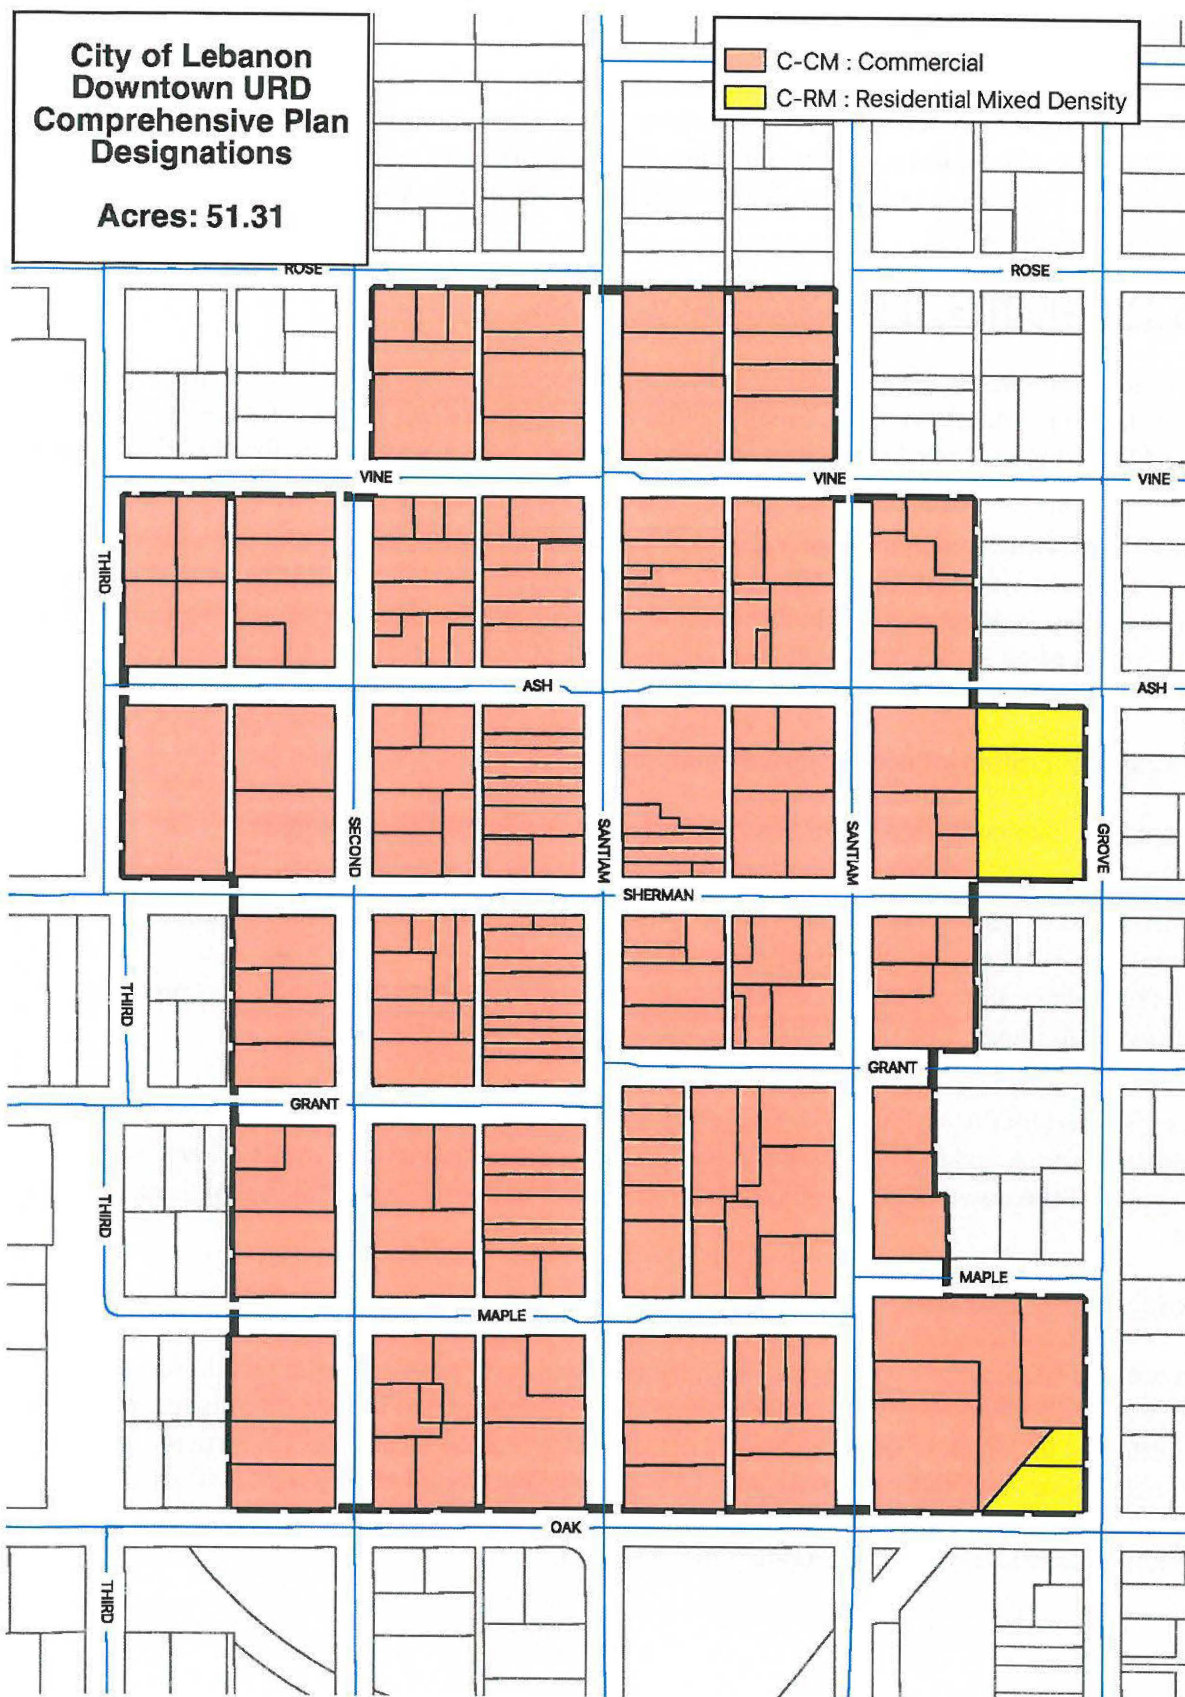 City of Lebanon
Downtown URD
Comprehensive Plan
Designations
Acres: 51.31
C-CM : Commercial
C-RM : Residential Mixed Density
ROSE
ROSE
VINE
VINE
VINE
THIRD
ASH
ASH
SECOND
SANTIAM
SANTIAM
GROVE
SHERMAN
THIRD
GRANT
GRANT
THIRD
MAPLE
MAPLE
OAK
THIRD